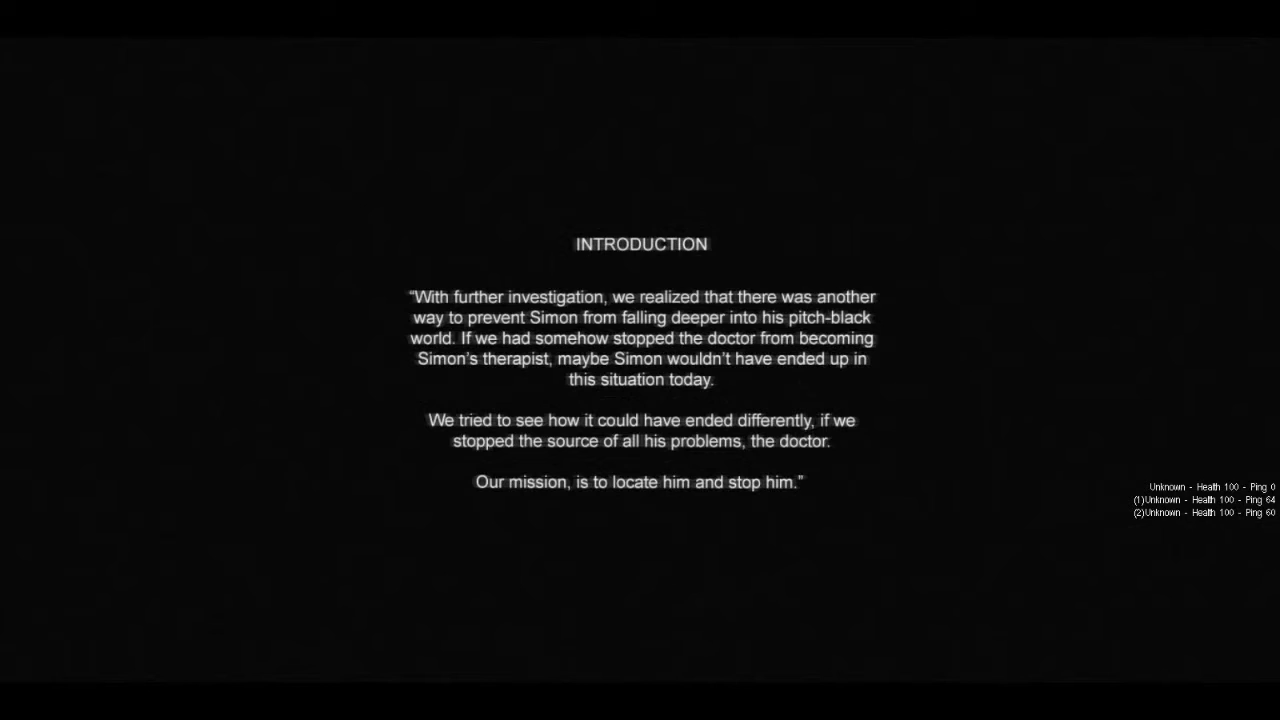 INTRODUCTION
“With further investigation, we realized that there was another
way to prevent Simon from falling deeper into his pitch-black
world. If we had somehow stopped the doctor from becoming
Simon’s therapist, maybe Simon wouldn’t have ended up in
this situation today.
We tried to see how it could have ended differently, if we
stopped the source of all his problems, the doctor.
Our mission, is to locate him and stop him.”
Unknown - Health 100 - Ping 0
(1)Unknown - Health 100 - Ping 64
(2)Unknown - Health 100 - Ping 60